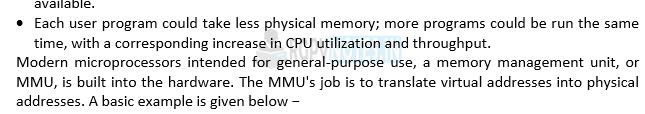 available.
• Each user program could take less physical memory; more programs could be run the same
time, with a corresponding increase in CPU utilization and throughput.
Modern microprocessors intended for general-purpose use, a memory management unit, or
MMU, is built into the hardware. The MMU's job is to translate virtual addresses into physical
addresses. A basic example is given below −